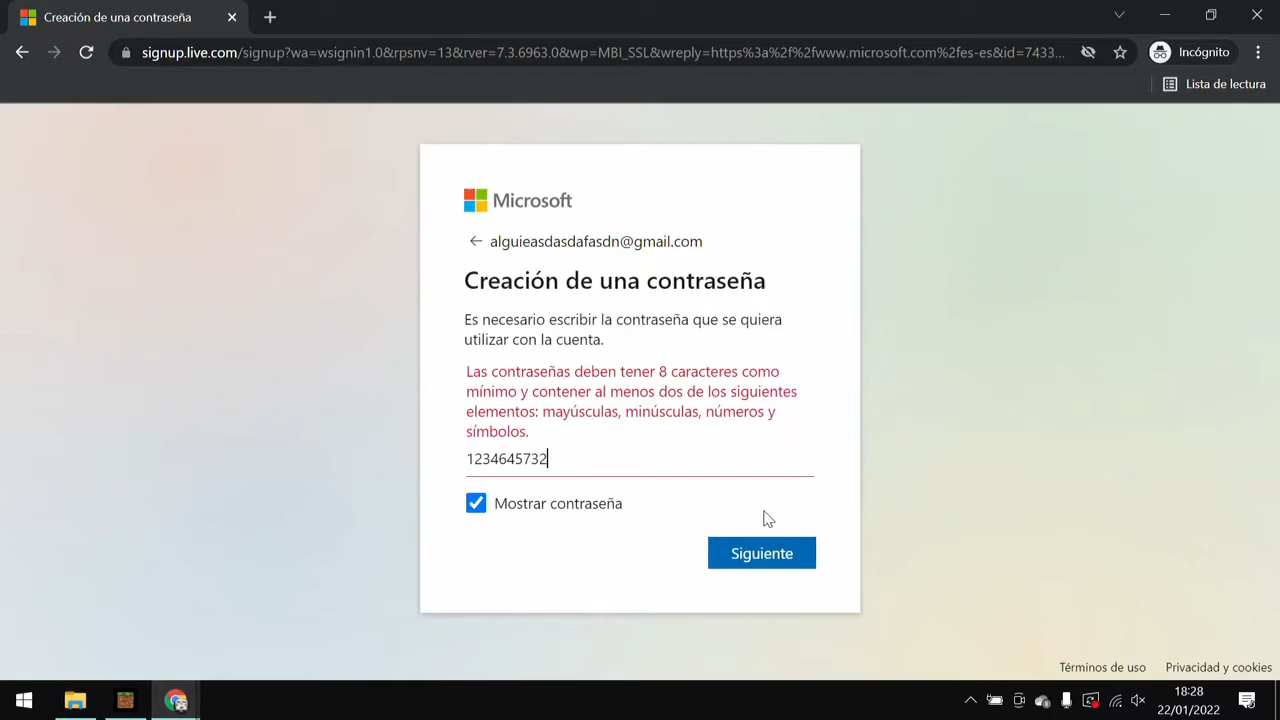 Creación de una contraseña
signup.live.com/signup?wa=wsignin1.0&rpsnv=13&rver=7.3.6963.0&wp=MBI_SSL&wreply=https%3a%2f%2fwww.microsoft.com%2fes-es&id=7433...
Incógnito
Lista de lectura
Microsoft
alguieasdasdafasdn@gmail.com
Creación de una contraseña
Es necesario escribir la contraseña que se quiera
utilizar con la cuenta.
Las contraseñas deben tener 8 caracteres como
mínimo y contener al menos dos de los siguientes
elementos: mayúsculas, minúsculas, números y
símbolos.
1234645732
Mostrar contraseña
Siguiente
Términos de uso
Privacidad y cookies
18:28
22/01/2022